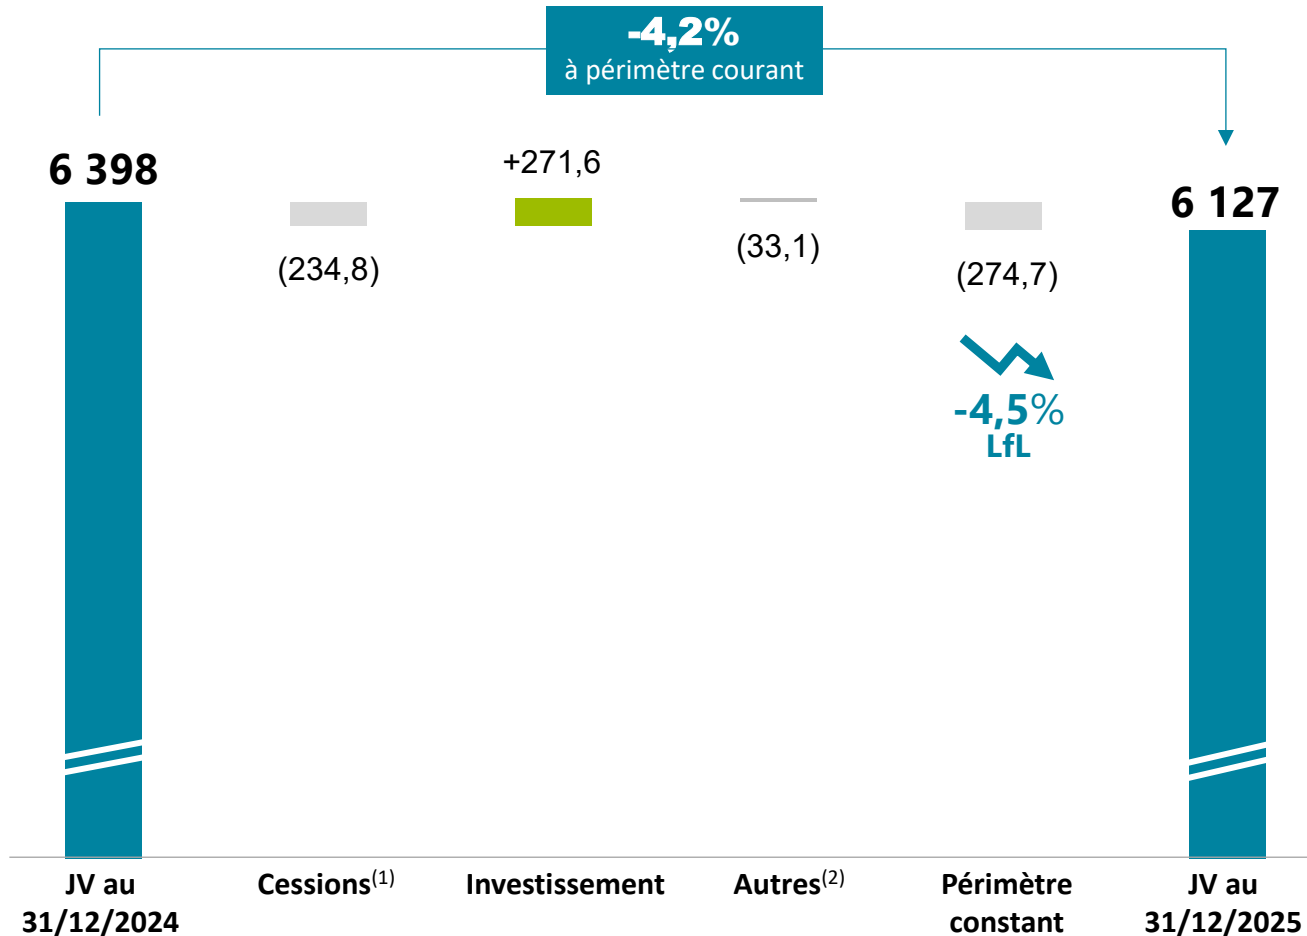 -4,2%
à périmètre courant
6 398
+271,6
6 127
(234,8)
(33,1)
(274,7)
-4,5%
LfL
JV au
31/12/2024
Cessions(1)
Investissement
Autres(2)
Périmètre
constant
JV au
31/12/2025